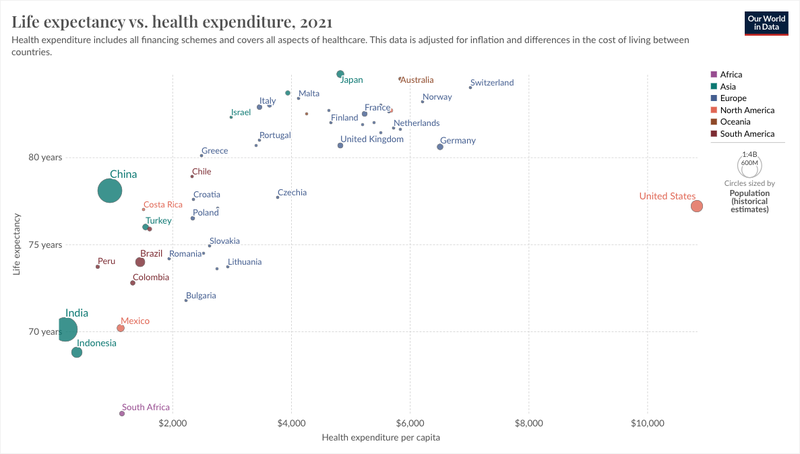 Life expectancy vs. health expenditure, 2021
Health expenditure includes all financing schemes and covers all aspects of healthcare. This data is adjusted for inflation and differences in the cost of living between
countries.
Our World
in Data
Japan
Australia
Switzerland
Malta
Italy
Norway
Israel
France
Finland
Netherlands
Portugal
United Kingdom
Germany
Greece
80 years
China
Chile
Croatia
Czechia
Costa Rica
United States
Poland
Turkey
Life expectancy
75 years
Slovakia
Brazil
Romania
Peru
Lithuania
Colombia
Bulgaria
India
Mexico
70 years
Indonesia
South Africa
$2,000
$4,000
$6,000
$8,000
$10,000
Health expenditure per capita
Africa
Asia
Europe
North America
Oceania
South America
1:4B
600M
Circles sized by
Population
(historical
estimates)